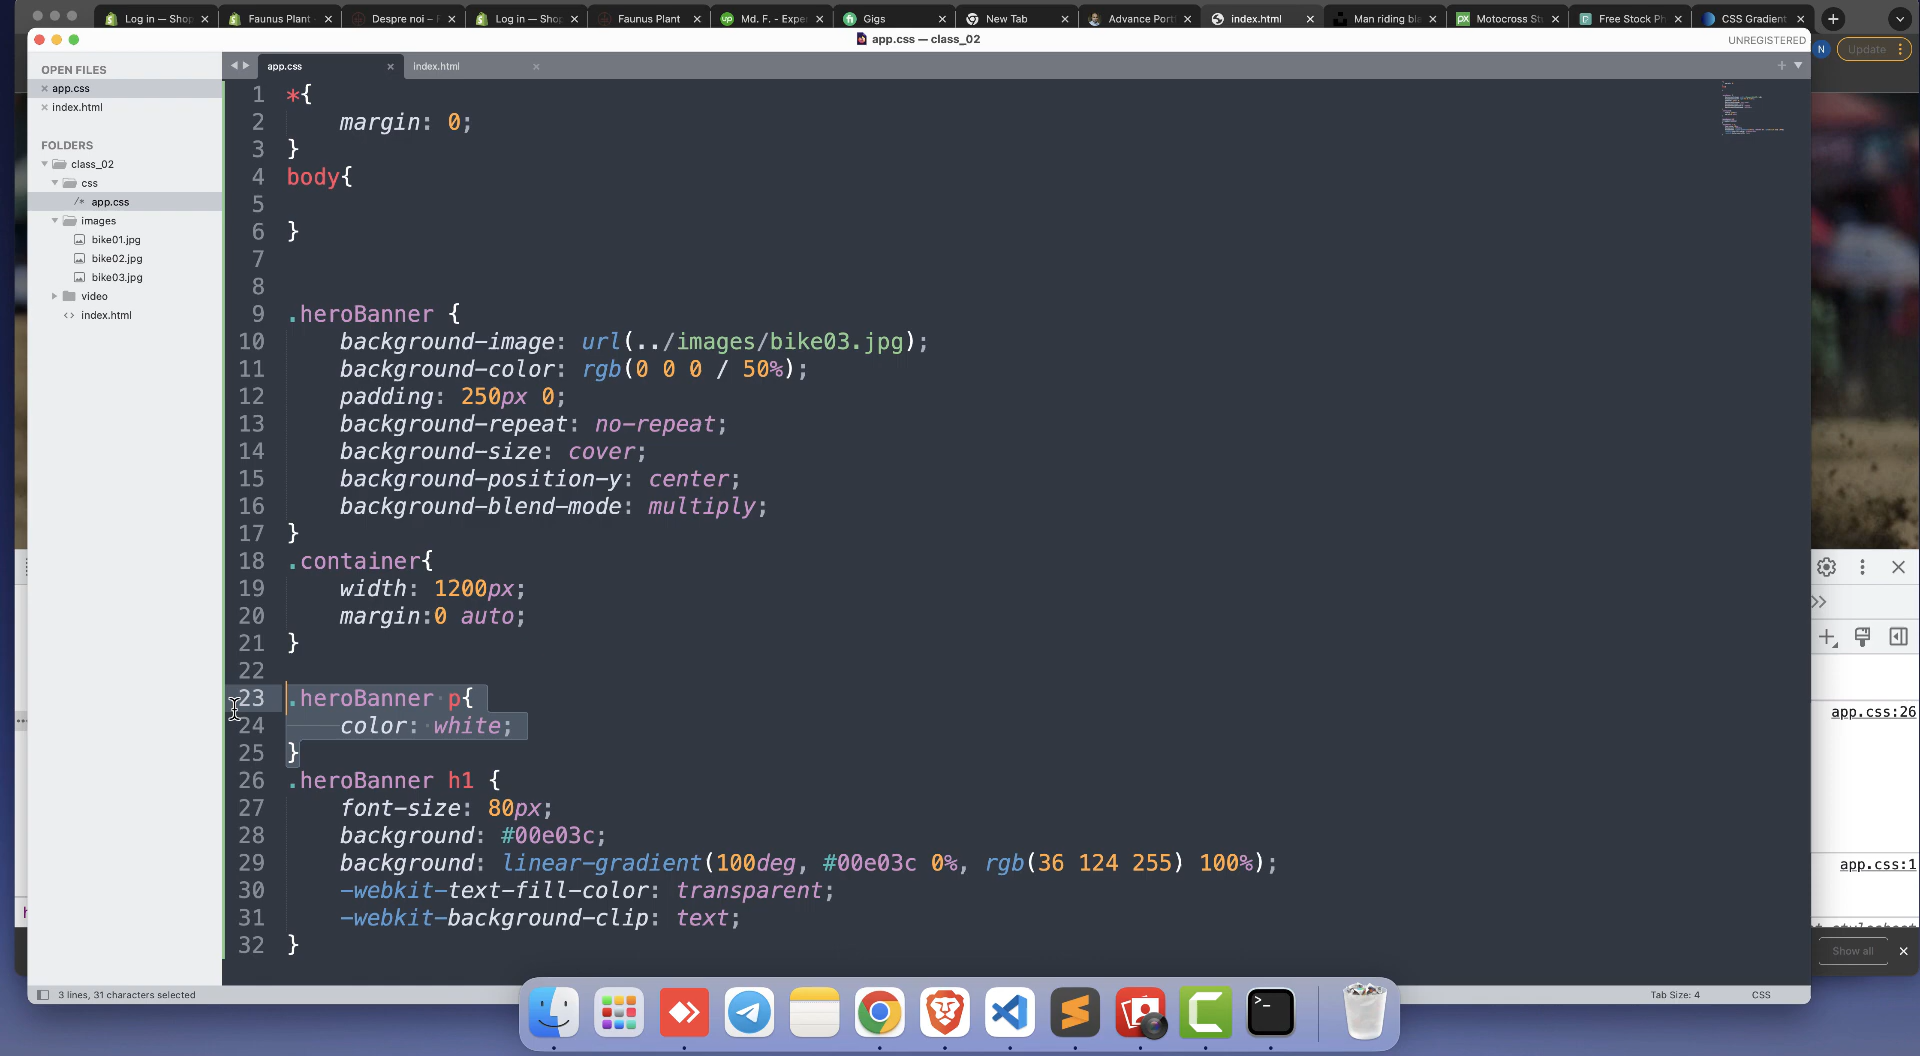 Log in — Shop
Faunus Plant -
Despre noi – F
Log in — Shop
Faunus Plant
Md. F. - Exper
Gigs
New Tab
Advance Port
index.html
Man riding bla
Motocross St
Free Stock Ph
CSS Gradient
app.css — class_02
UNREGISTERED
N
Update
OPEN FILES
app.css
index.html
FOLDERS
class_02
css
/* app.css
images
bike01.jpg
bike02.jpg
bike03.jpg
video
<> index.html
app.css
index.html
1 *{
2 margin: 0;
3 }
4 body{
5
6 }
7
8
9 .heroBanner {
10 background-image: url(../images/bike03.jpg);
11 background-color: rgb(0 0 0 / 50%);
12 padding: 250px 0;
13 background-repeat: no-repeat;
14 background-size: cover;
15 background-position-y: center;
16 background-blend-mode: multiply;
17 }
18 .container{
19 width: 1200px;
20 margin:0 auto;
21 }
22
23 .heroBanner p{
24 color: white;
25 }
26 .heroBanner h1 {
27 font-size: 80px;
28 background: #00e03c;
29 background: linear-gradient(100deg, #00e03c 0%, rgb(36 124 255) 100%);
30 -webkit-text-fill-color: transparent;
31 -webkit-background-clip: text;
32 }
app.css:26
app.css:1
Show all
3 lines, 31 characters selected
Tab Size: 4
CSS